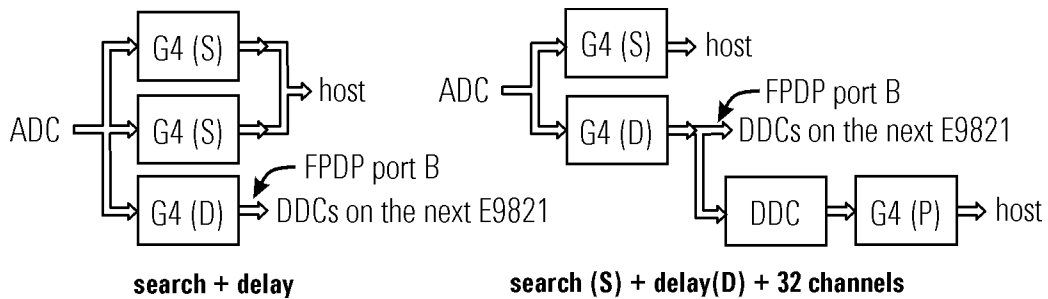 G4 (S)
host
ADC
G4 (S)
FPDP port B
G4 (D)
DDCs on the next E9821
search + delay
G4 (S)
host
ADC
FPDP port B
G4 (D)
DDCs on the next E9821
DDC
G4 (P)
host
search (S) + delay(D) + 32 channels